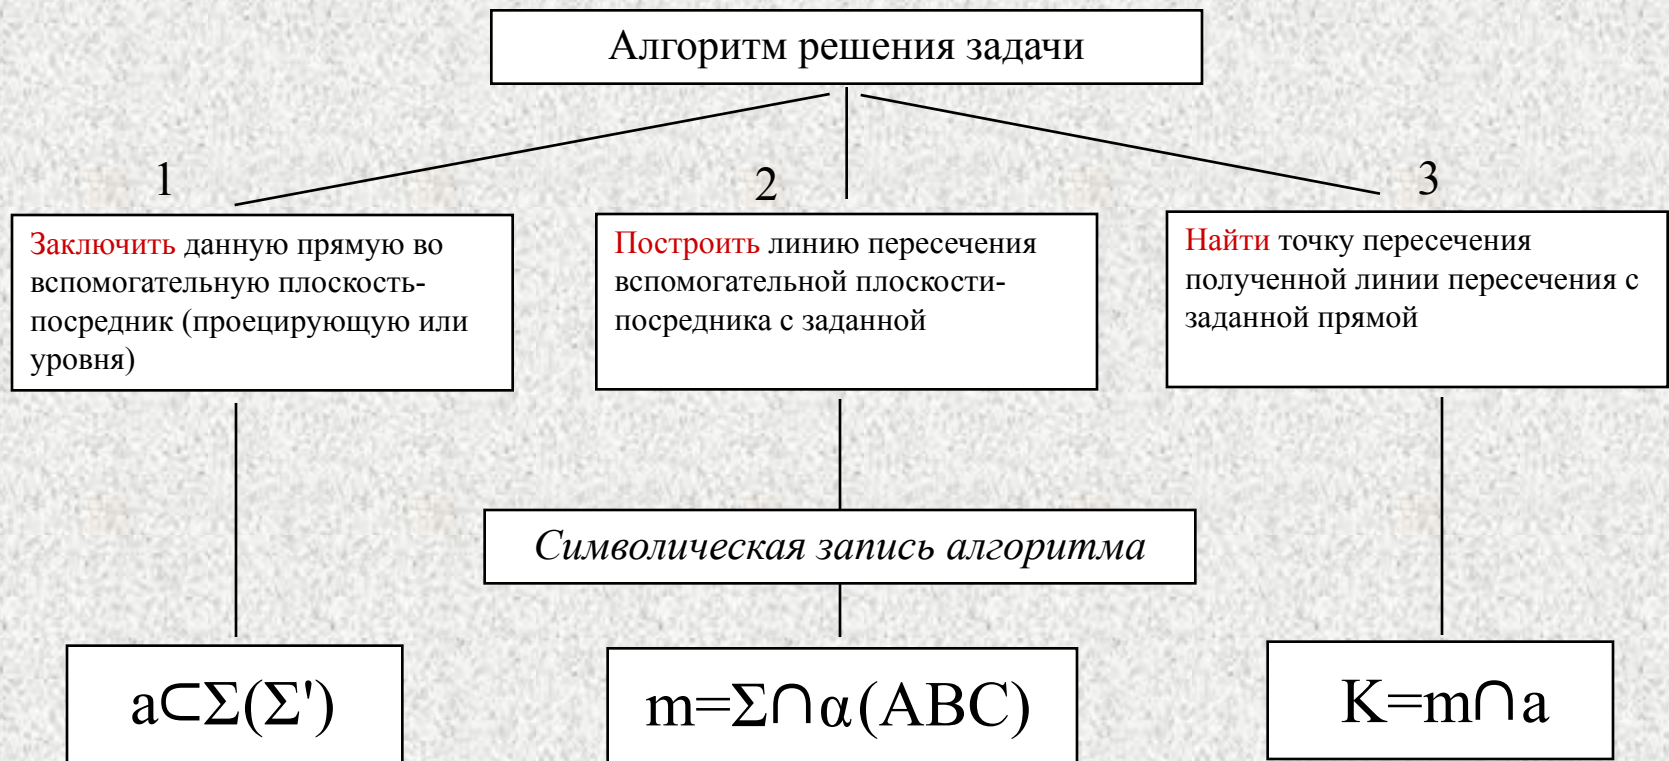 Алгоритм решения задачи
1
2
3
Заключить данную прямую во
вспомогательную плоскость-
посредник (проецирующую или
уровня)
Построить линию пересечения
вспомогательной плоскости-
посредника с заданной
Найти точку пересечения
полученной линии пересечения с
заданной прямой
Символическая запись алгоритма
a⊂Σ(Σ')
m=Σ∩α(ABC)
K=m∩a